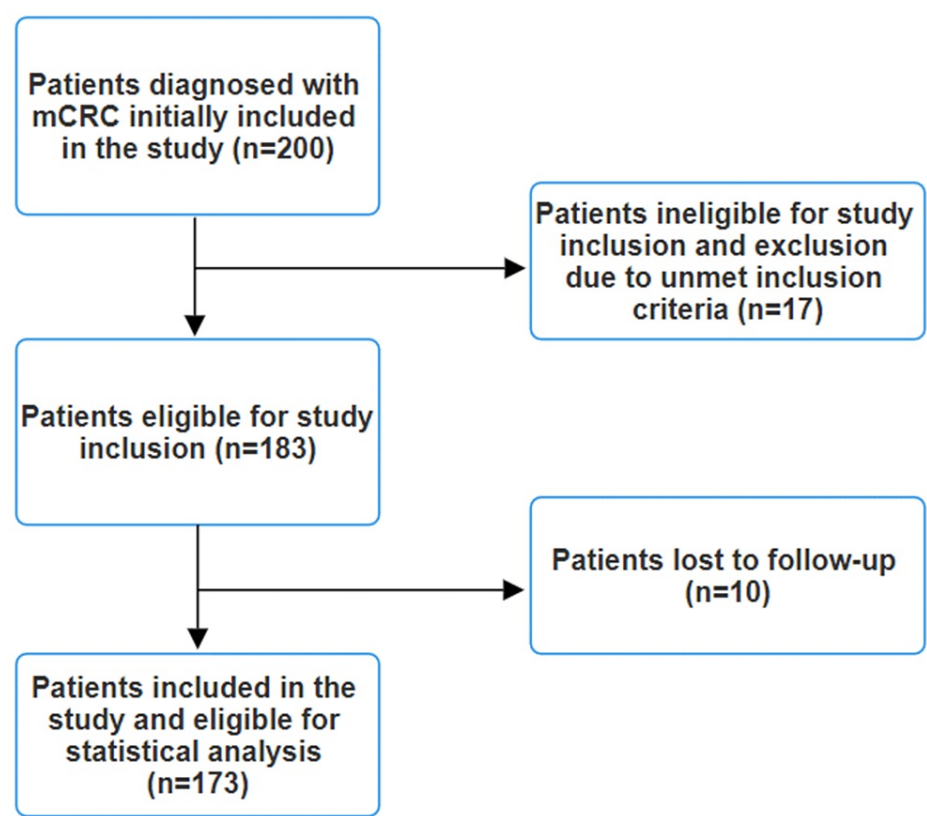 Patients diagnosed with
mCRC initially included
in the study (n=200)
Patients ineligible for study
inclusion and exclusion
due to unmet inclusion
criteria (n=17)
Patients eligible for study
inclusion (n=183)
Patients lost to follow-up
(n=10)
Patients included in the
study and eligible for
statistical analysis
(n=173)